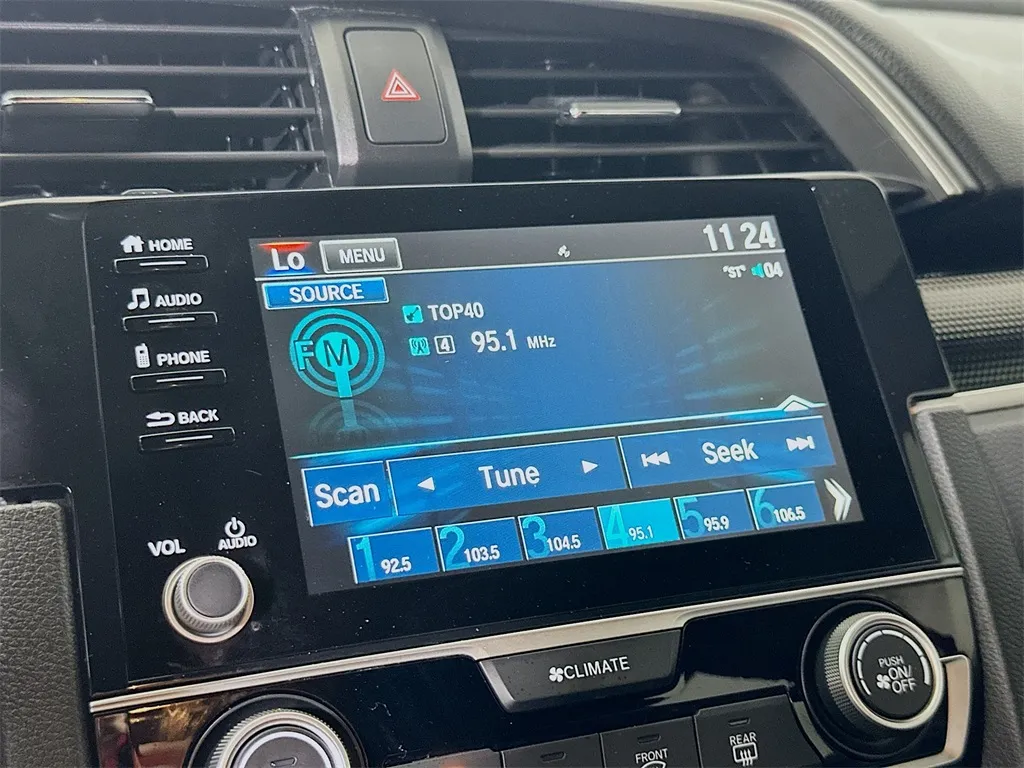 HOME
AUDIO
PHONE
BACK
VOL
AUDIO
Lo
MENU
11 24
SOURCE
"ST" 04
FM
TOP40
4 95.1 MHz
Scan
Tune
Seek
1 92.5
2 103.5
3 104.5
4 95.1
5 95.9
6 106.5
CLIMATE
PUSH
ON/
OFF
FRONT
REAR